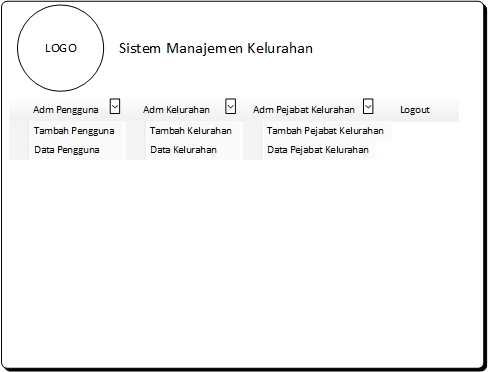 LOGO
Sistem Manajemen Kelurahan
Adm Pengguna Adm Kelurahan Adm Pejabat Kelurahan Logout
Tambah Pengguna Tambah Kelurahan Tambah Pejabat Kelurahan
Data Pengguna Data Kelurahan Data Pejabat Kelurahan